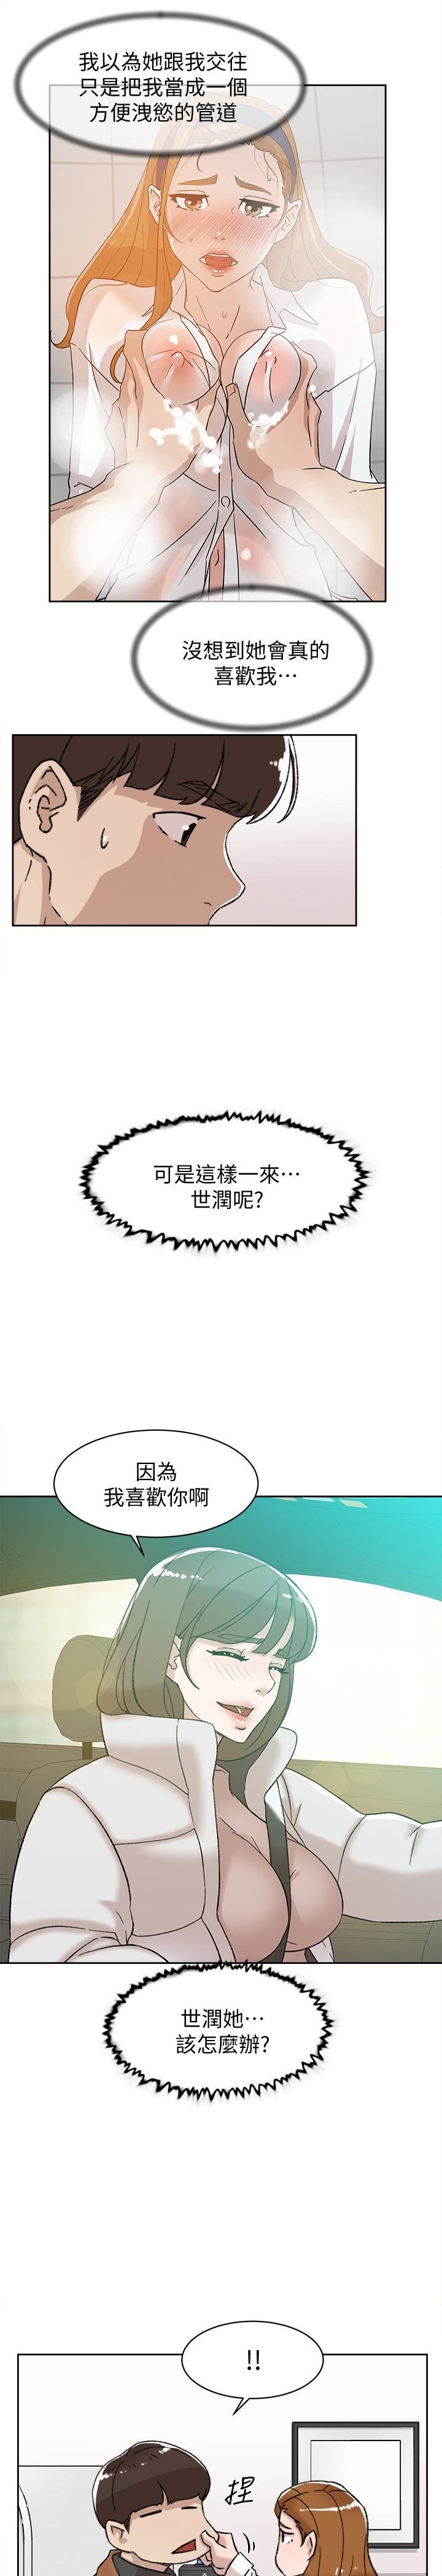 我以為她跟我交往
只是把我當成一個
方便洩慾的管道
沒想到她會真的
喜歡我⋯
可是這樣一來⋯
世潤呢?
因為
我喜歡你啊
世潤她⋯
該怎麼辦?
!!
捏